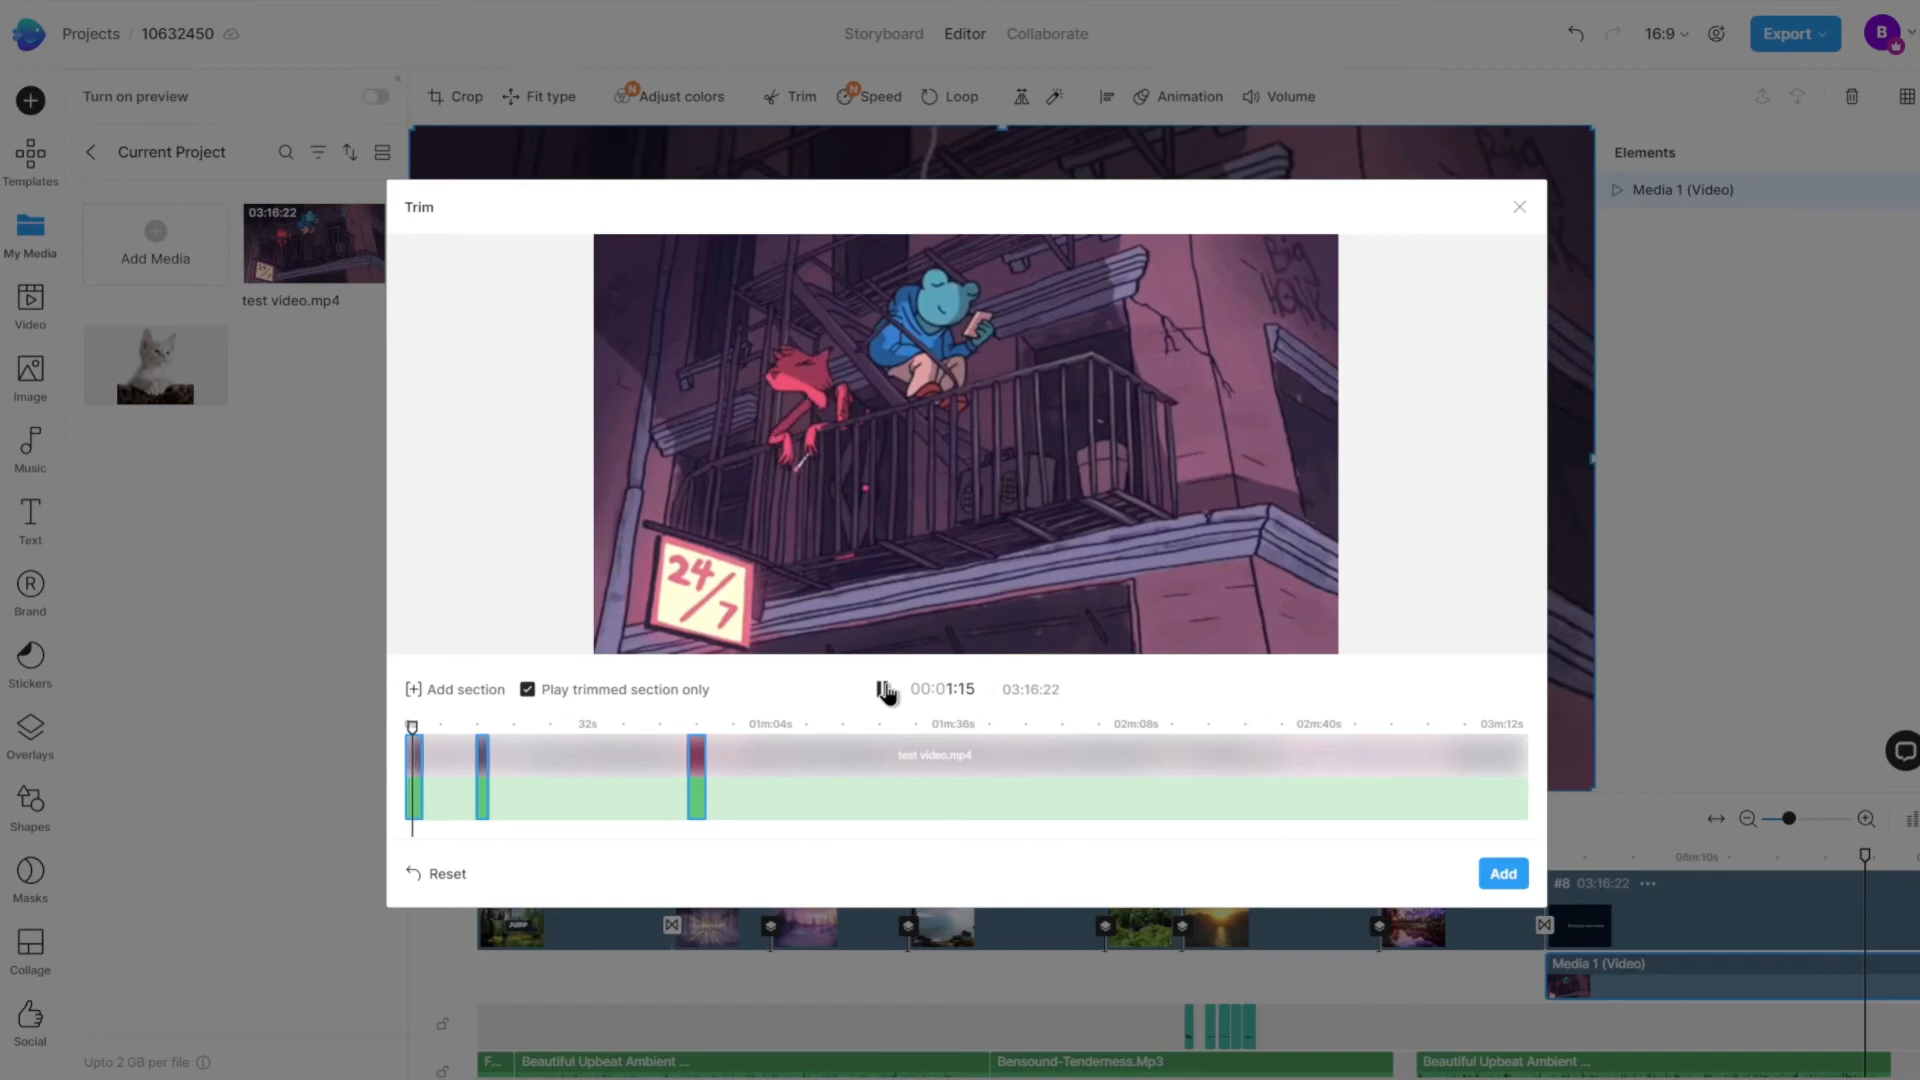 Projects / 10632450
Storyboard Editor Collaborate
16:9
Export
B
Turn on preview
Crop Fit type N Adjust colors Trim N Speed Loop Animation Volume
Current Project
Templates
My Media
Video
Image
Music
Text
R
Brand
Stickers
Overlays
Shapes
Masks
Collage
Social
Add Media
03:16:22
test video.mp4
Upto 2 GB per file
Elements
Media 1 (Video)
Trim
24/7
Add section Play trimmed section only 00:01:15 03:16:22
32s 01m:04s 01m:36s 02m:08s 02m:40s 03m:12s
test video.mp4
Reset
Add
06m:10s
#8 03:16:22
JUMP
Media 1 (Video)
F... Beautiful Upbeat Ambient ... Bensound-Tenderness.Mp3 Beautiful Upbeat Ambient ...